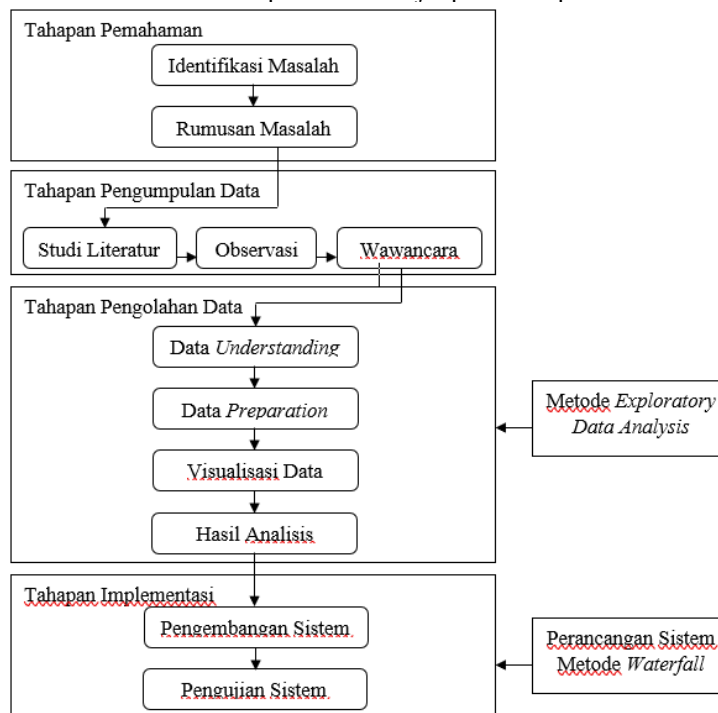 Tahapan Pemahaman
Identifikasi Masalah
Rumusan Masalah
Tahapan Pengumpulan Data
Studi Literatur
Observasi
Wawancara
Tahapan Pengolahan Data
Data Understanding
Data Preparation
Visualisasi Data
Hasil Analisis
Metode Exploratory
Data Analysis
Tahapan Implementasi
Pengembangan Sistem
Pengujian Sistem
Perancangan Sistem
Metode Waterfall